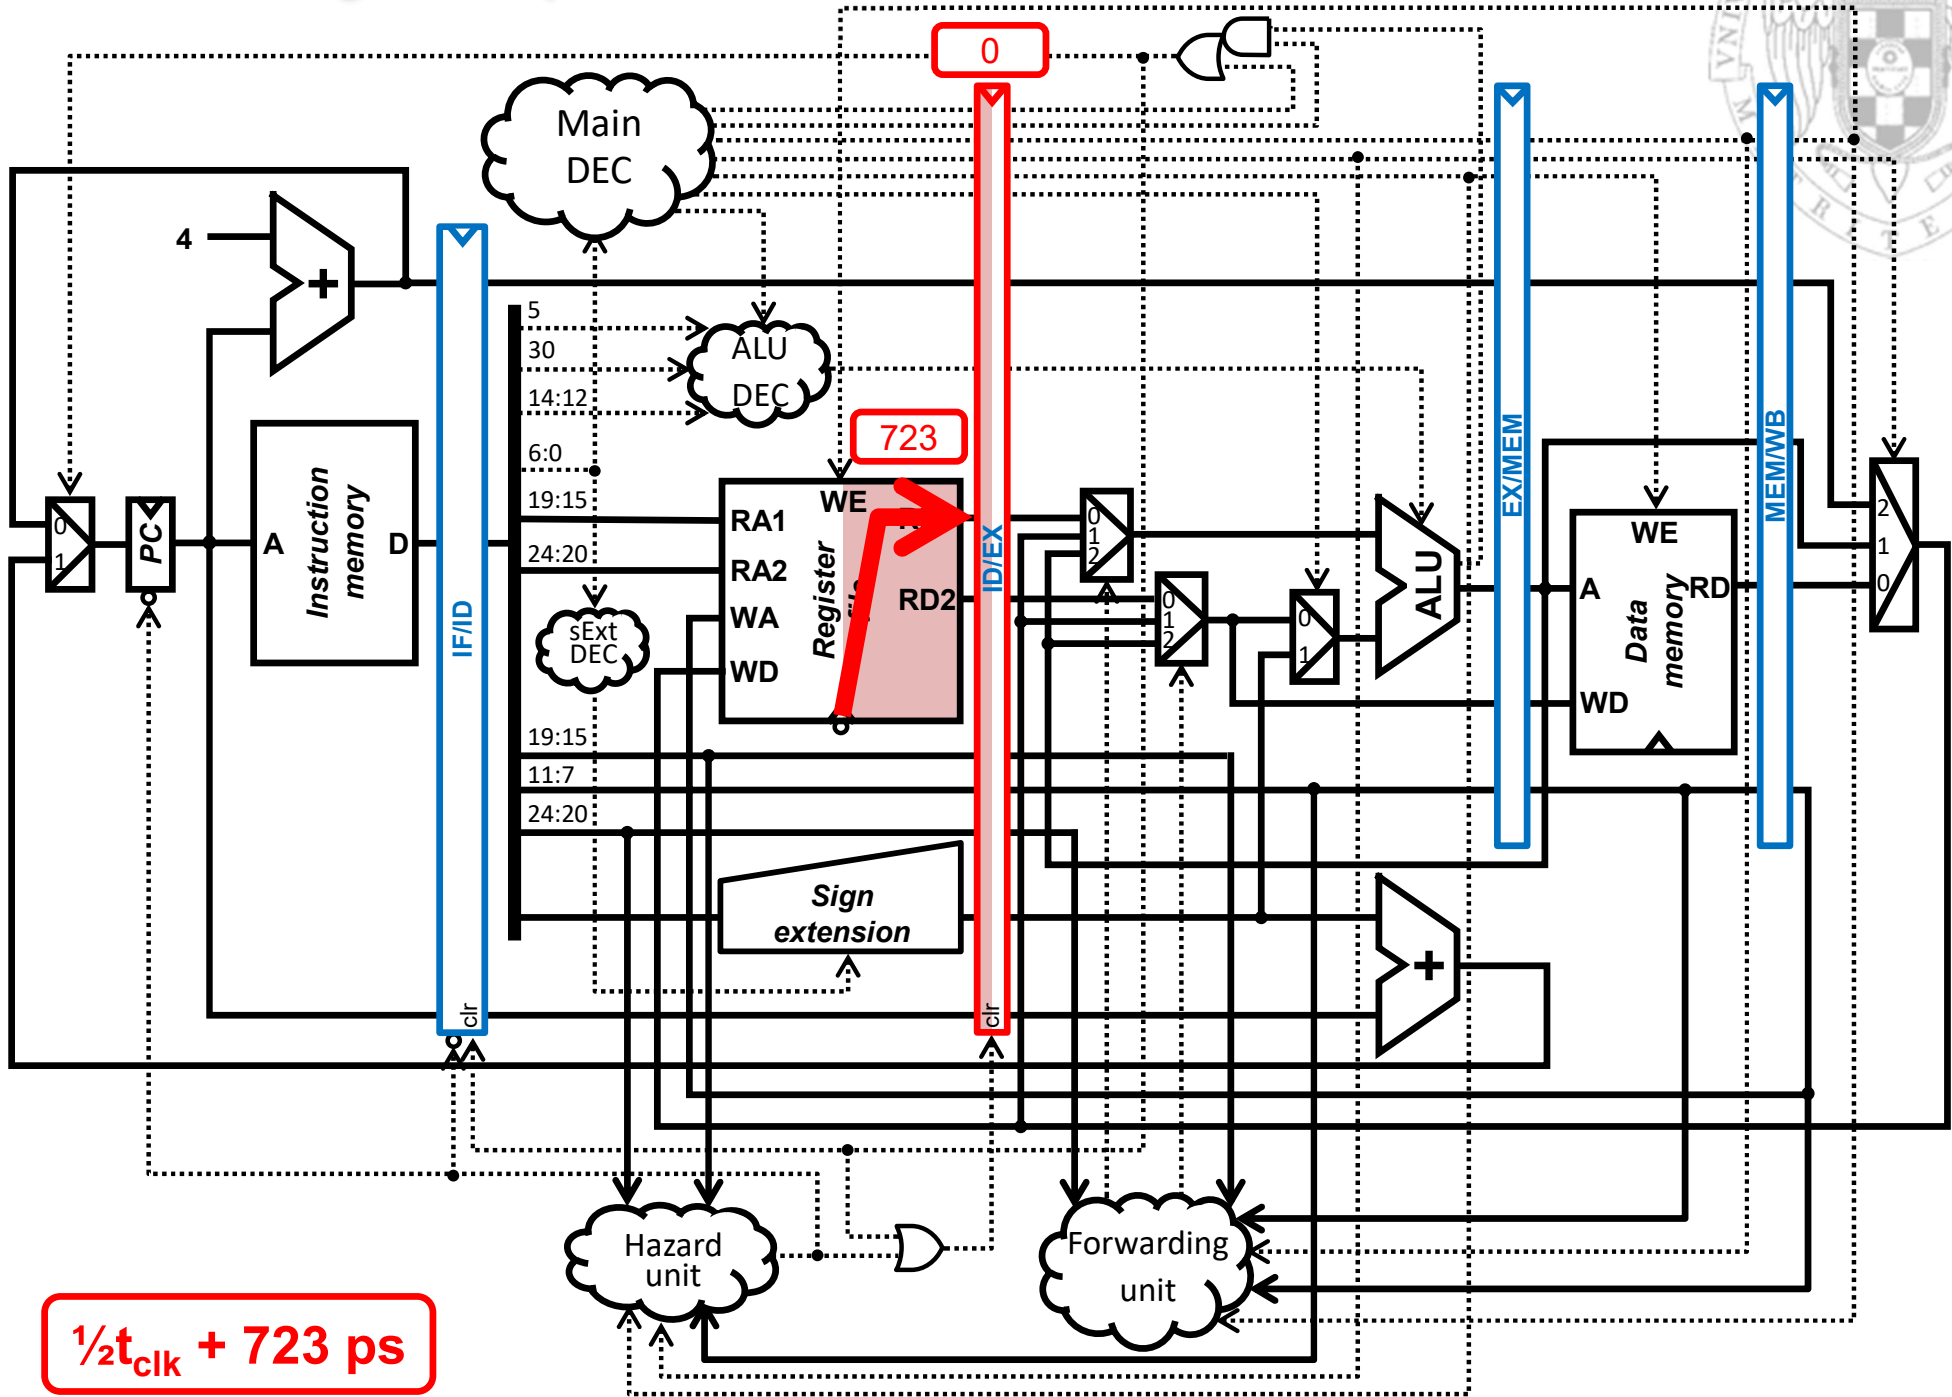 0
Main
DEC
4
+
5
30
14:12
6:0
19:15
24:20
ALU
DEC
723
0
1
PC
A
Instruction
memory
D
IF/ID
clr
sExt
DEC
RA1
RA2
WA
WD
WE
Register
RD2
ID/EX
clr
0
1
2
0
1
2
0
1
ALU
EX/MEM
A
WE
RD
Data
memory
WD
MEM/WB
2
1
0
19:15
11:7
24:20
Sign
extension
+
Hazard
unit
Forwarding
unit
½tclk + 723 ps